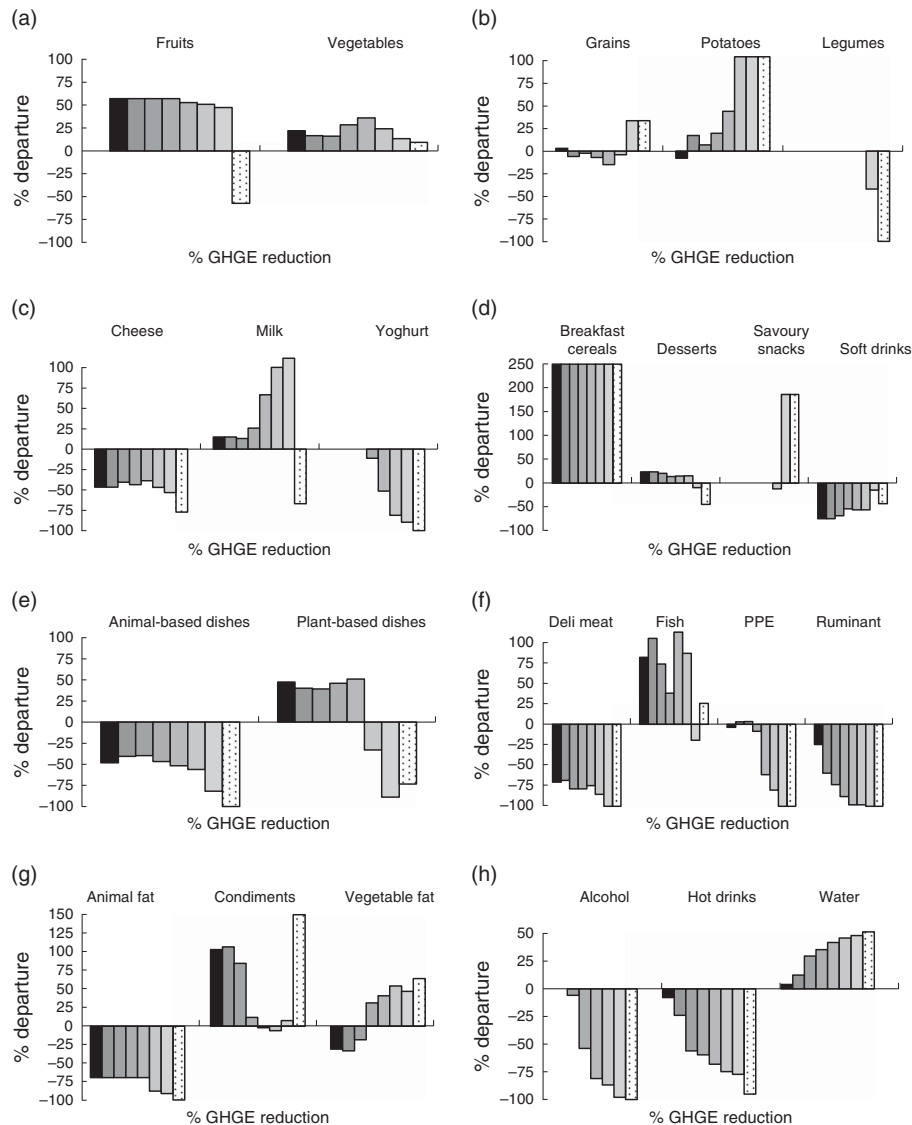 (a)
Fruits Vegetables
100
75
50
25
0
−25
−50
−75
−100
% departure
% GHGE reduction
(b)
Grains Potatoes Legumes
100
75
50
25
0
−25
−50
−75
−100
% departure
% GHGE reduction
(c)
Cheese Milk Yoghurt
100
75
50
25
0
−25
−50
−75
−100
% departure
% GHGE reduction
(d)
Breakfast
cereals
Desserts
Savoury
snacks
Soft drinks
250
200
150
100
50
0
−50
−100
% departure
% GHGE reduction
(e)
Animal-based dishes Plant-based dishes
100
75
50
25
0
−25
−50
−75
−100
% departure
% GHGE reduction
(f)
Deli meat Fish PPE Ruminant
100
75
50
25
0
−25
−50
−75
−100
% departure
% GHGE reduction
(g)
Animal fat Condiments Vegetable fat
150
125
100
75
50
25
0
−25
−50
−75
−100
% departure
% GHGE reduction
(h)
Alcohol Hot drinks Water
50
25
0
−25
−50
−75
−100
% departure
% GHGE reduction